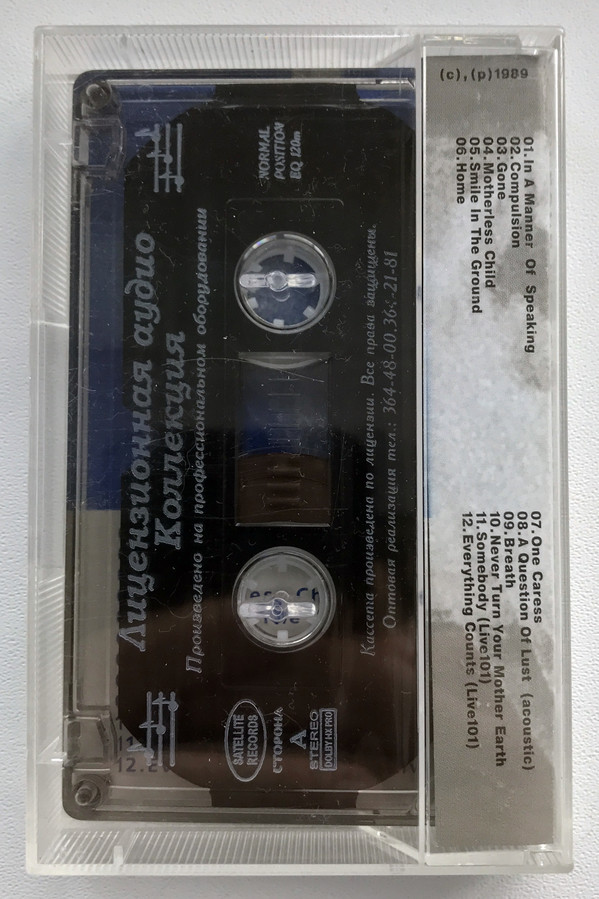 (c),(p)1989
01.In A Manner Of Speaking
02.Compulsion
03.Gone
04.Motherless Child
05.Smile In The Ground
06.Home
07.One Caress
08.A Question Of Lust (acoustic)
09.Breath
10.Never Turn Your Mother Earth
11.Somebody (Live101)
12.Everything Counts (Live101)
NORMAL
POSITION
EQ 120m
Лицензионная аудио
Коллекция
Произведено на профессиональном оборудовании
Кассета произведена по лицензии. Все права защищены.
Оптовая реализация тел.: 364-48-00.36:-21-81
SATELLITE
RECORDS
СТОРОНА
A
STEREO
DOLBY HX PRO